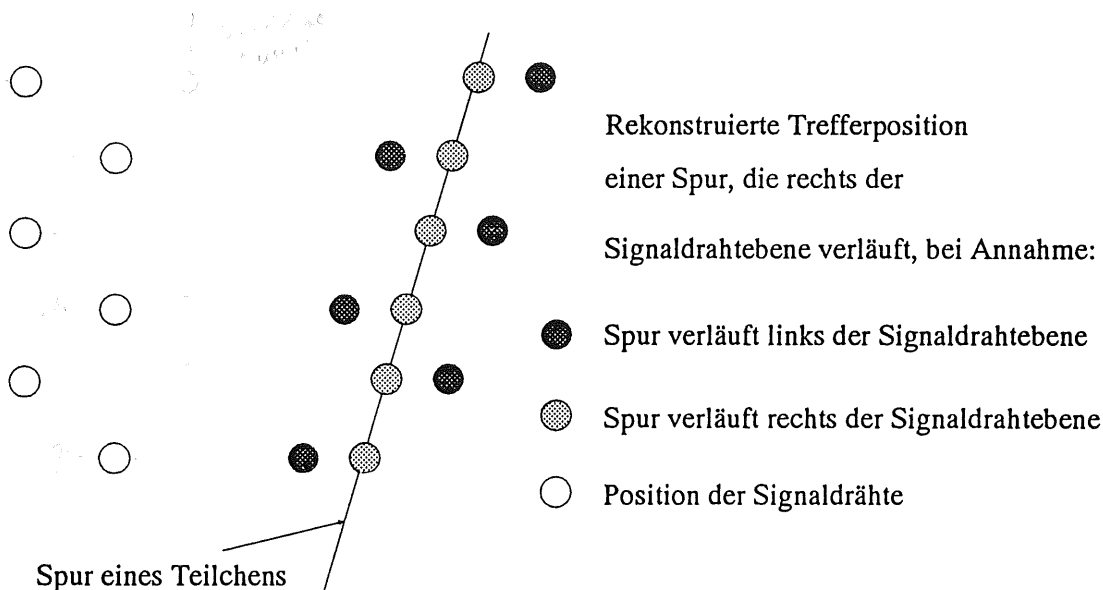 Rekonstruierte Trefferposition
einer Spur, die rechts der
Signaldrahtebene verläuft, bei Annahme:
Spur verläuft links der Signaldrahtebene
Spur verläuft rechts der Signaldrahtebene
Position der Signaldrähte
Spur eines Teilchens